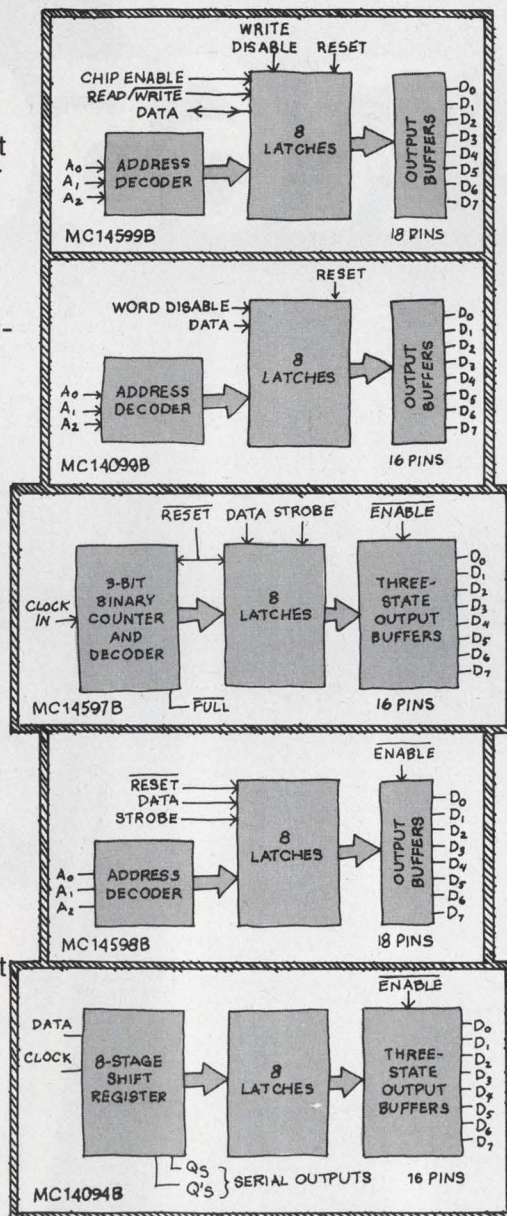 WRITE
DISABLE RESET
CHIP ENABLE
READ/WRITE
DATA
8
LATCHES
OUTPUT
BUFFERS
D0
D1
D2
D3
D4
D5
D6
D7
A0
A1
A2
ADDRESS
DECODER
MC14599B
18 PINS
RESET
WORD DISABLE
DATA
8
LATCHES
OUTPUT
BUFFERS
D0
D1
D2
D3
D4
D5
D6
D7
A0
A1
A2
ADDRESS
DECODER
MC14099B
16 PINS
RESET DATA STROBE
ENABLE
CLOCK
IN
3-BIT
BINARY
COUNTER
AND
DECODER
8
LATCHES
THREE-
STATE
OUTPUT
BUFFERS
D0
D1
D2
D3
D4
D5
D6
D7
FULL
MC14597B
16 PINS
ENABLE
RESET
DATA
STROBE
8
LATCHES
OUTPUT
BUFFERS
D0
D1
D2
D3
D4
D5
D6
D7
A0
A1
A2
ADDRESS
DECODER
MC14598B
18 PINS
ENABLE
DATA
CLOCK
8-STAGE
SHIFT
REGISTER
8
LATCHES
THREE-
STATE
OUTPUT
BUFFERS
D0
D1
D2
D3
D4
D5
D6
D7
QS
Q'S
SERIAL OUTPUTS
16 PINS
MC14094B